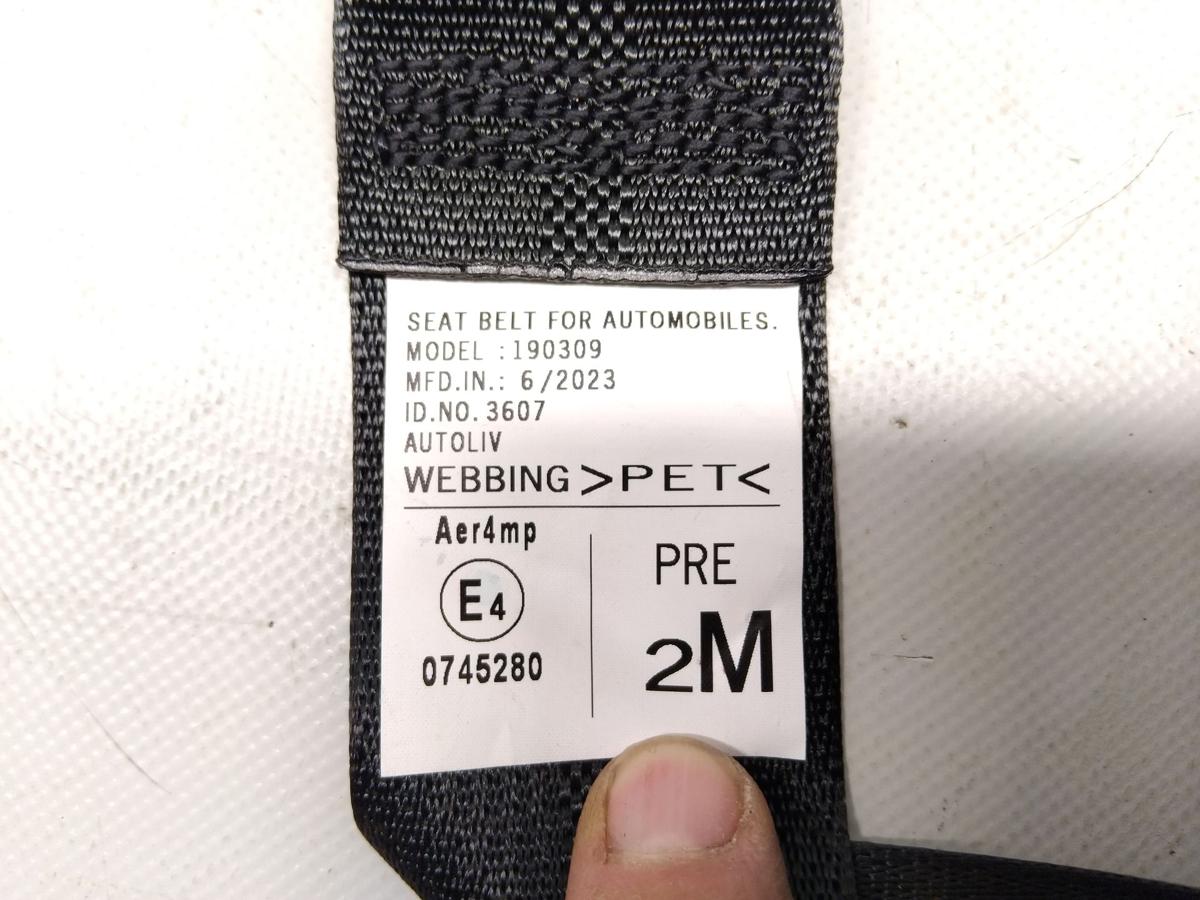 SEAT BELT FOR AUTOMOBILES.
MODEL :190309
MFD.IN.: 6/2023
ID.NO. 3607
AUTOLIV
WEBBING >PET<
Aer4mp
E4
0745280
PRE
2M